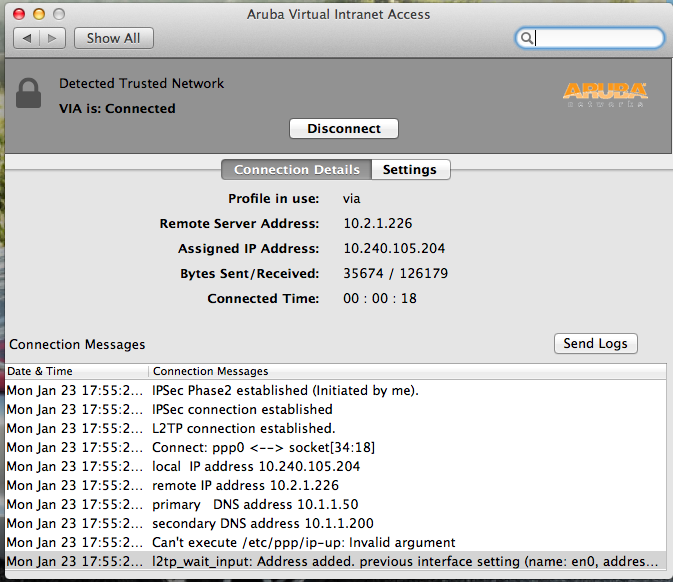 Aruba Virtual Intranet Access
Show All
Detected Trusted Network
VIA is: Connected
ARUBA
networks
Disconnect
Connection Details Settings
Profile in use: via
Remote Server Address: 10.2.1.226
Assigned IP Address: 10.240.105.204
Bytes Sent/Received: 35674 / 126179
Connected Time: 00 : 00 : 18
Connection Messages Send Logs
Date & Time Connection Messages
Mon Jan 23 17:55:2... IPSec Phase2 established (Initiated by me).
Mon Jan 23 17:55:2... IPSec connection established
Mon Jan 23 17:55:2... L2TP connection established.
Mon Jan 23 17:55:2... Connect: ppp0 <--> socket[34:18]
Mon Jan 23 17:55:2... local IP address 10.240.105.204
Mon Jan 23 17:55:2... remote IP address 10.2.1.226
Mon Jan 23 17:55:2... primary DNS address 10.1.1.50
Mon Jan 23 17:55:2... secondary DNS address 10.1.1.200
Mon Jan 23 17:55:2... Can't execute /etc/ppp/ip-up: Invalid argument
Mon Jan 23 17:55:2... l2tp_wait_input: Address added. previous interface setting (name: en0, addres...